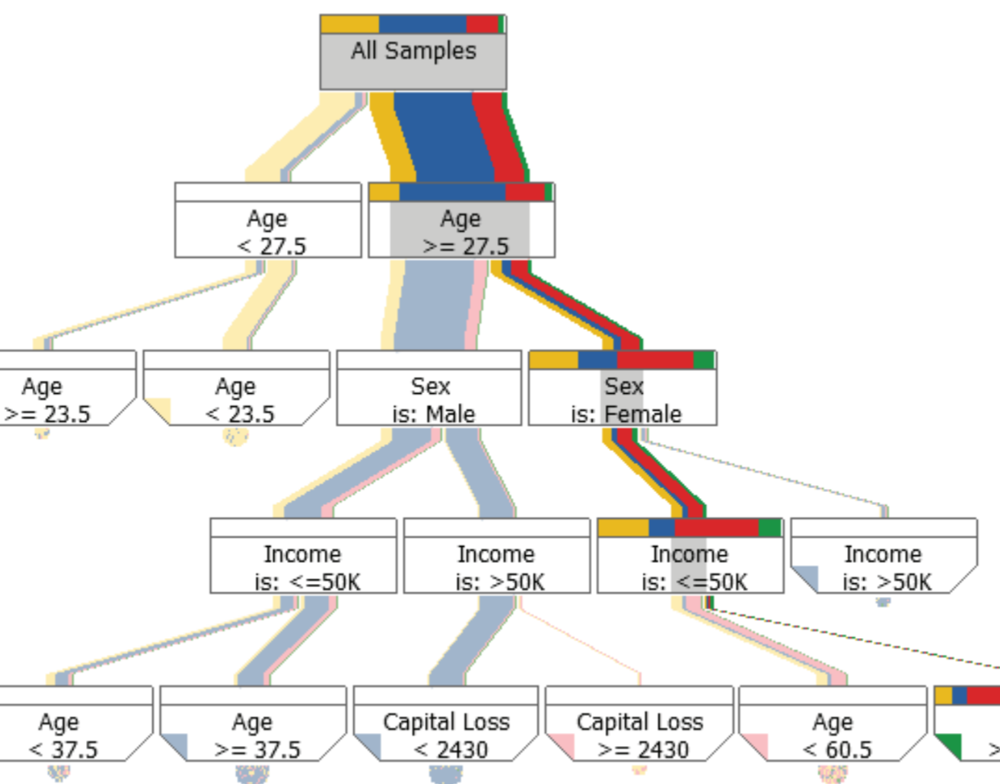 All Samples
Age
< 27.5
Age
>= 27.5
Age
>= 23.5
Age
< 23.5
Sex
is: Male
Sex
is: Female
Income
is: <=50K
Income
is: >50K
Income
is: <=50K
Income
is: >50K
Age
< 37.5
Age
>= 37.5
Capital Loss
< 2430
Capital Loss
>= 2430
Age
< 60.5
>